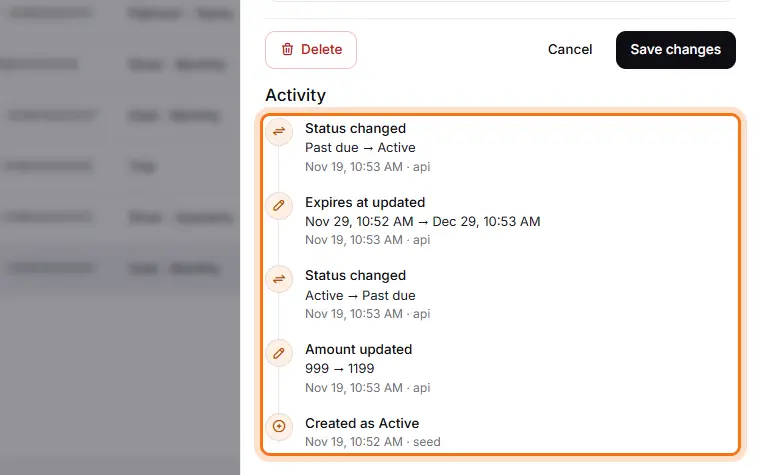 Delete
Cancel
Save changes
Activity
Status changed
Past due → Active
Nov 19, 10:53 AM · api
Expires at updated
Nov 29, 10:52 AM → Dec 29, 10:53 AM
Nov 19, 10:53 AM · api
Status changed
Active → Past due
Nov 19, 10:53 AM · api
Amount updated
999 → 1199
Nov 19, 10:53 AM · api
Created as Active
Nov 19, 10:52 AM · seed